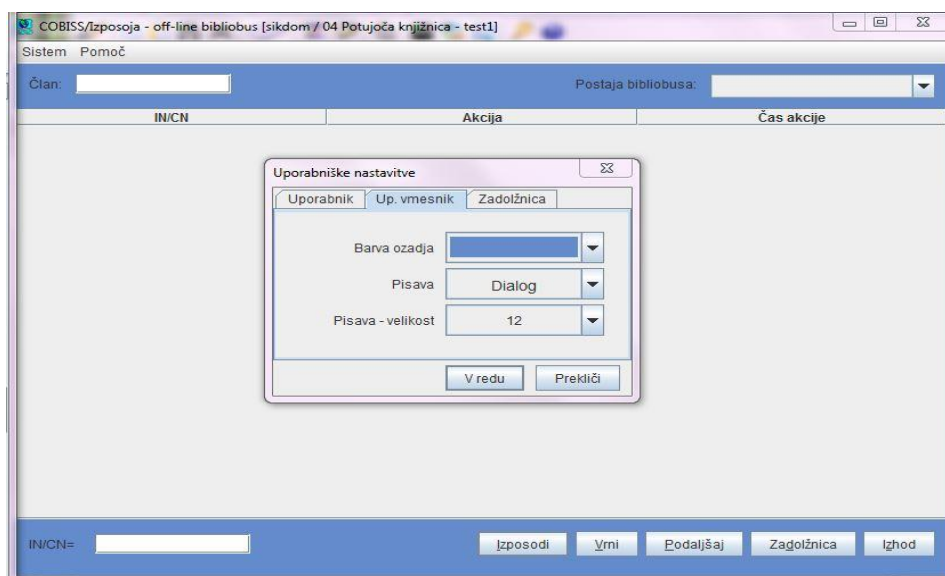 COBISS/Izposoja - off-line bibliobus [sikdom / 04 Potujoča knjižnica - test1]
Sistem Pomoč
Član: Postaja bibliobusa:
IN/CN Akcija Čas akcije
Uporabniške nastavitve
Uporabnik Up. vmesnik Zadolžnica
Barva ozadja
Pisava Dialog
Pisava - velikost 12
V redu Prekliči
IN/CN= Izposodi Vrni Podaljšaj Zadolžnica Izhod